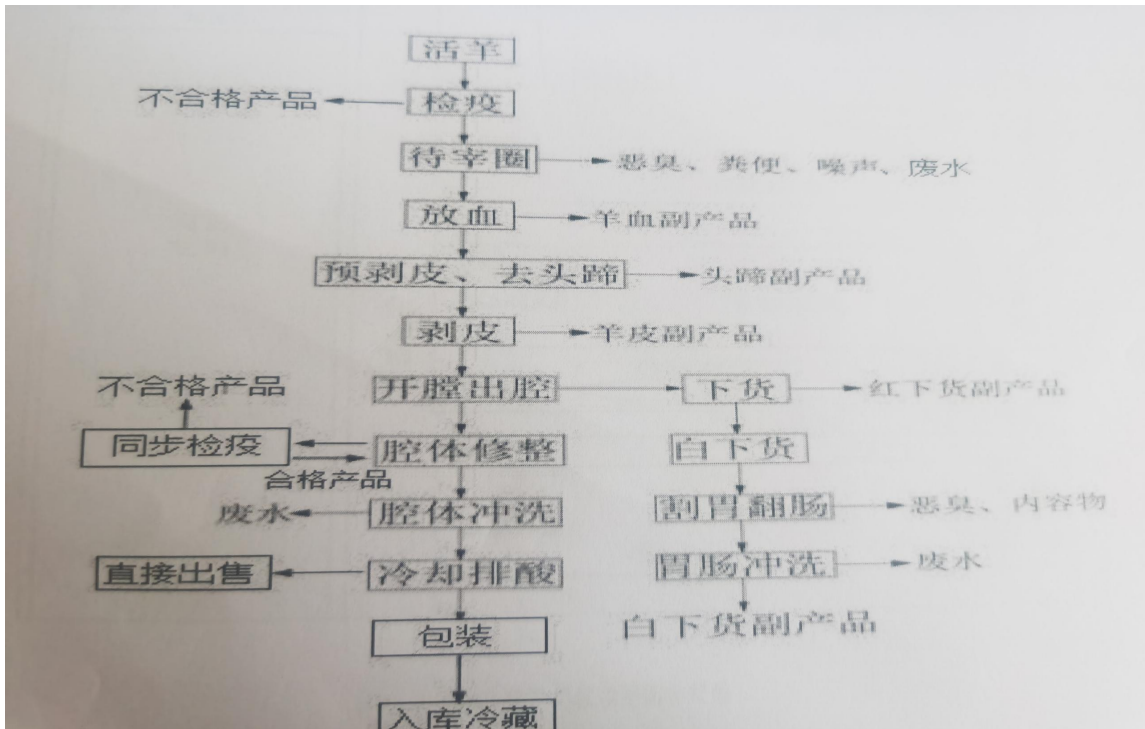 活羊
不合格产品 检疫
待宰圈 恶臭、粪便、噪声、废水
放血 羊血副产品
预剥皮、去头蹄 头蹄副产品
剥皮 羊皮副产品
不合格产品 开膛出腔 下货 红下货副产品
同步检疫 腔体修整 白下货
合格产品
废水 腔体冲洗 割胃翻肠 恶臭、内容物
直接出售 冷却排酸 胃肠冲洗 废水
包装 白下货副产品
入库冷藏